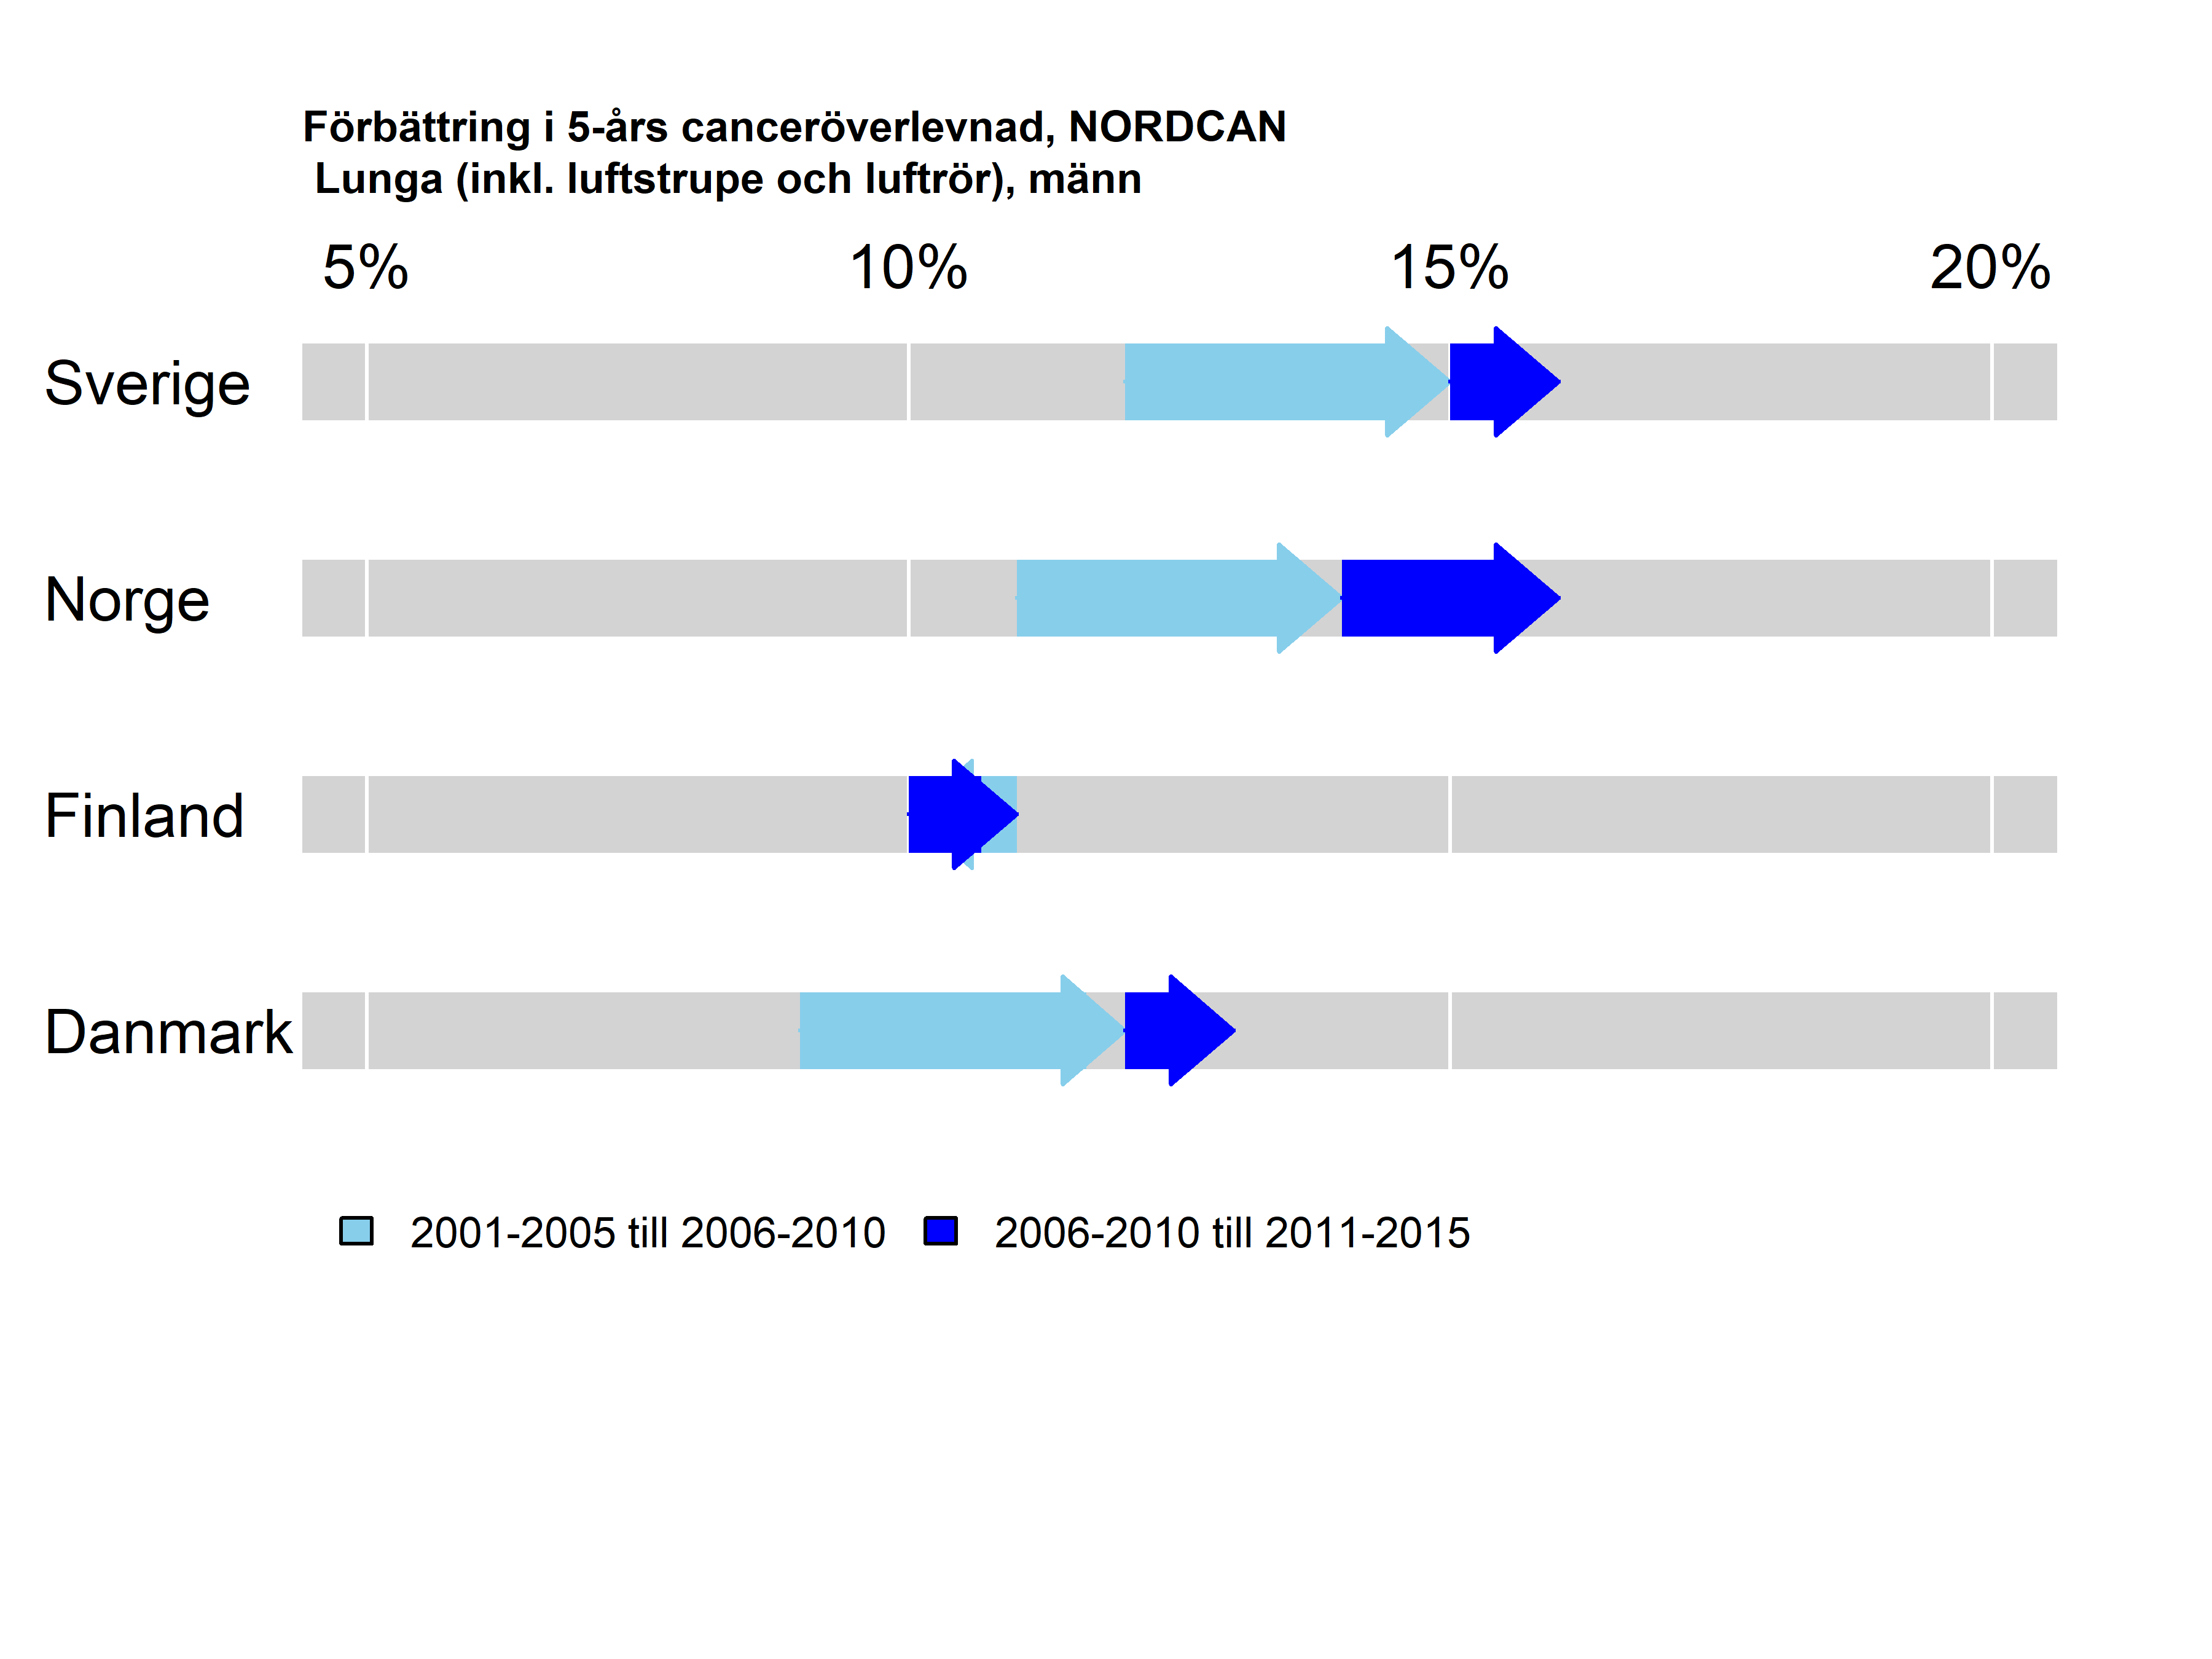 Förbättring i 5-års canceröverlevnad, NORDCAN
Lunga (inkl. luftstrupe och luftrör), männ
5% 10% 15% 20%
Sverige
Norge
Finland
Danmark
2001-2005 till 2006-2010 2006-2010 till 2011-2015